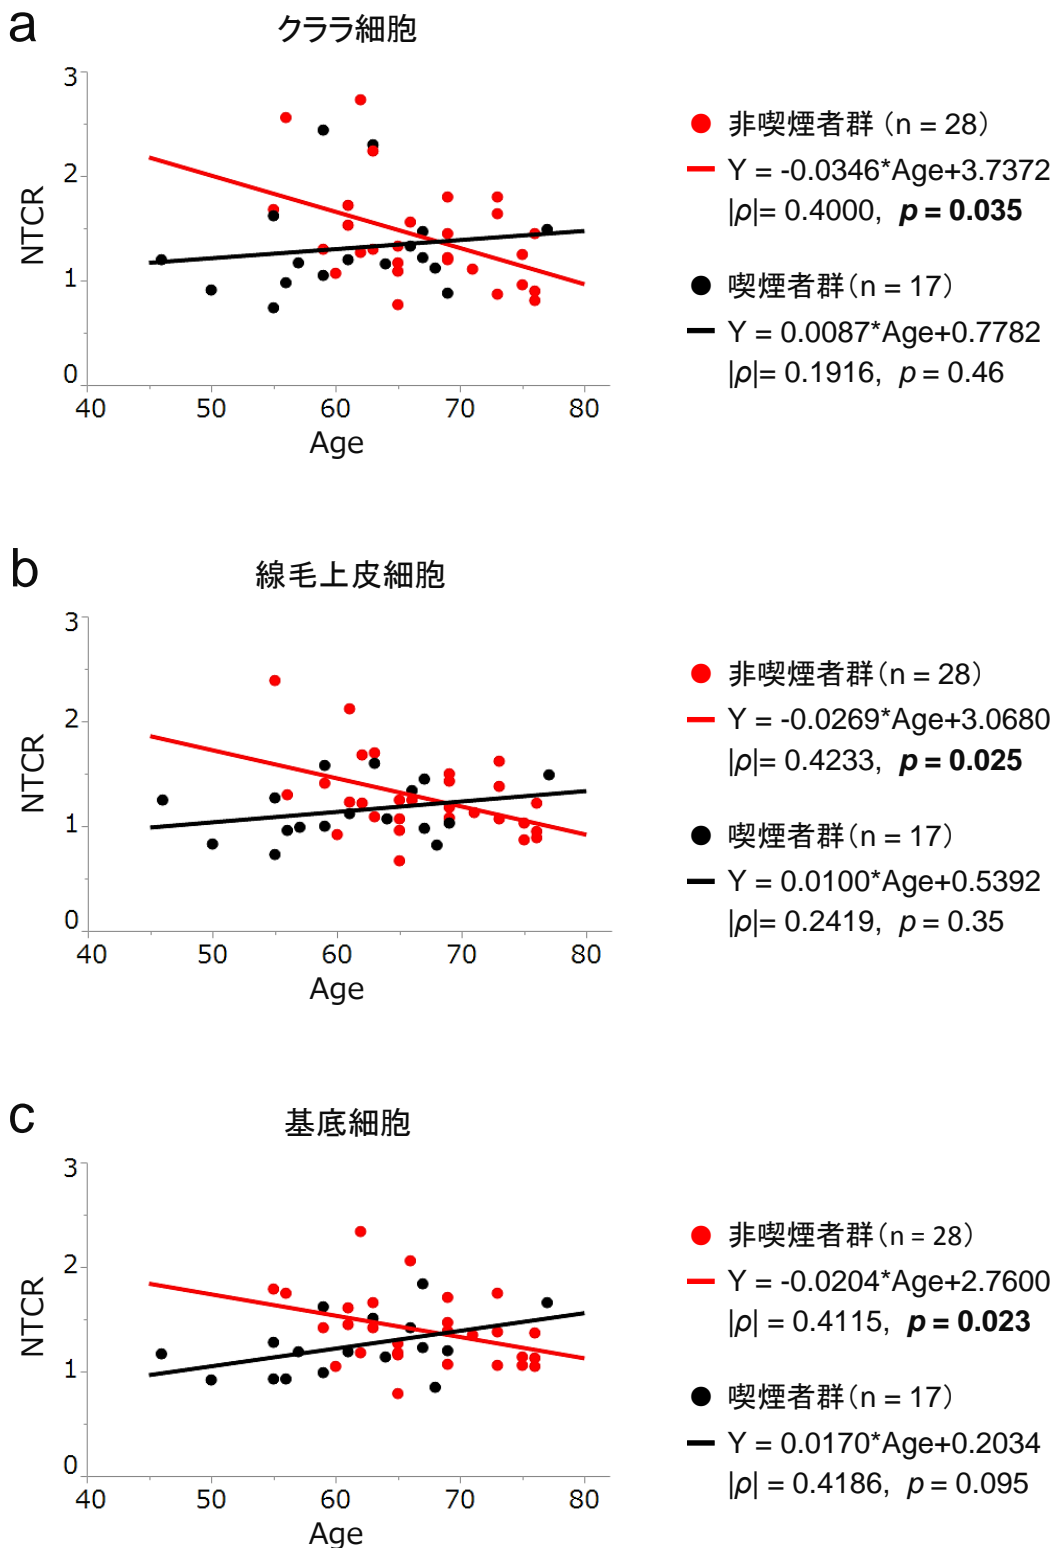 a
クララ細胞
3
2
1
0
NTCR
40 50 60 70 80
Age
非喫煙者群 (n = 28)
Y = -0.0346*Age+3.7372
|ρ|= 0.4000, p = 0.035
喫煙者群(n = 17)
Y = 0.0087*Age+0.7782
|ρ|= 0.1916, p = 0.46
b
線毛上皮細胞
3
2
1
0
NTCR
40 50 60 70 80
Age
非喫煙者群(n = 28)
Y = -0.0269*Age+3.0680
|ρ|= 0.4233, p = 0.025
喫煙者群(n = 17)
Y = 0.0100*Age+0.5392
|ρ|= 0.2419, p = 0.35
c
基底細胞
3
2
1
0
NTCR
40 50 60 70 80
Age
非喫煙者群(n = 28)
Y = -0.0204*Age+2.7600
|ρ| = 0.4115, p = 0.023
喫煙者群(n = 17)
Y = 0.0170*Age+0.2034
|ρ| = 0.4186, p = 0.095